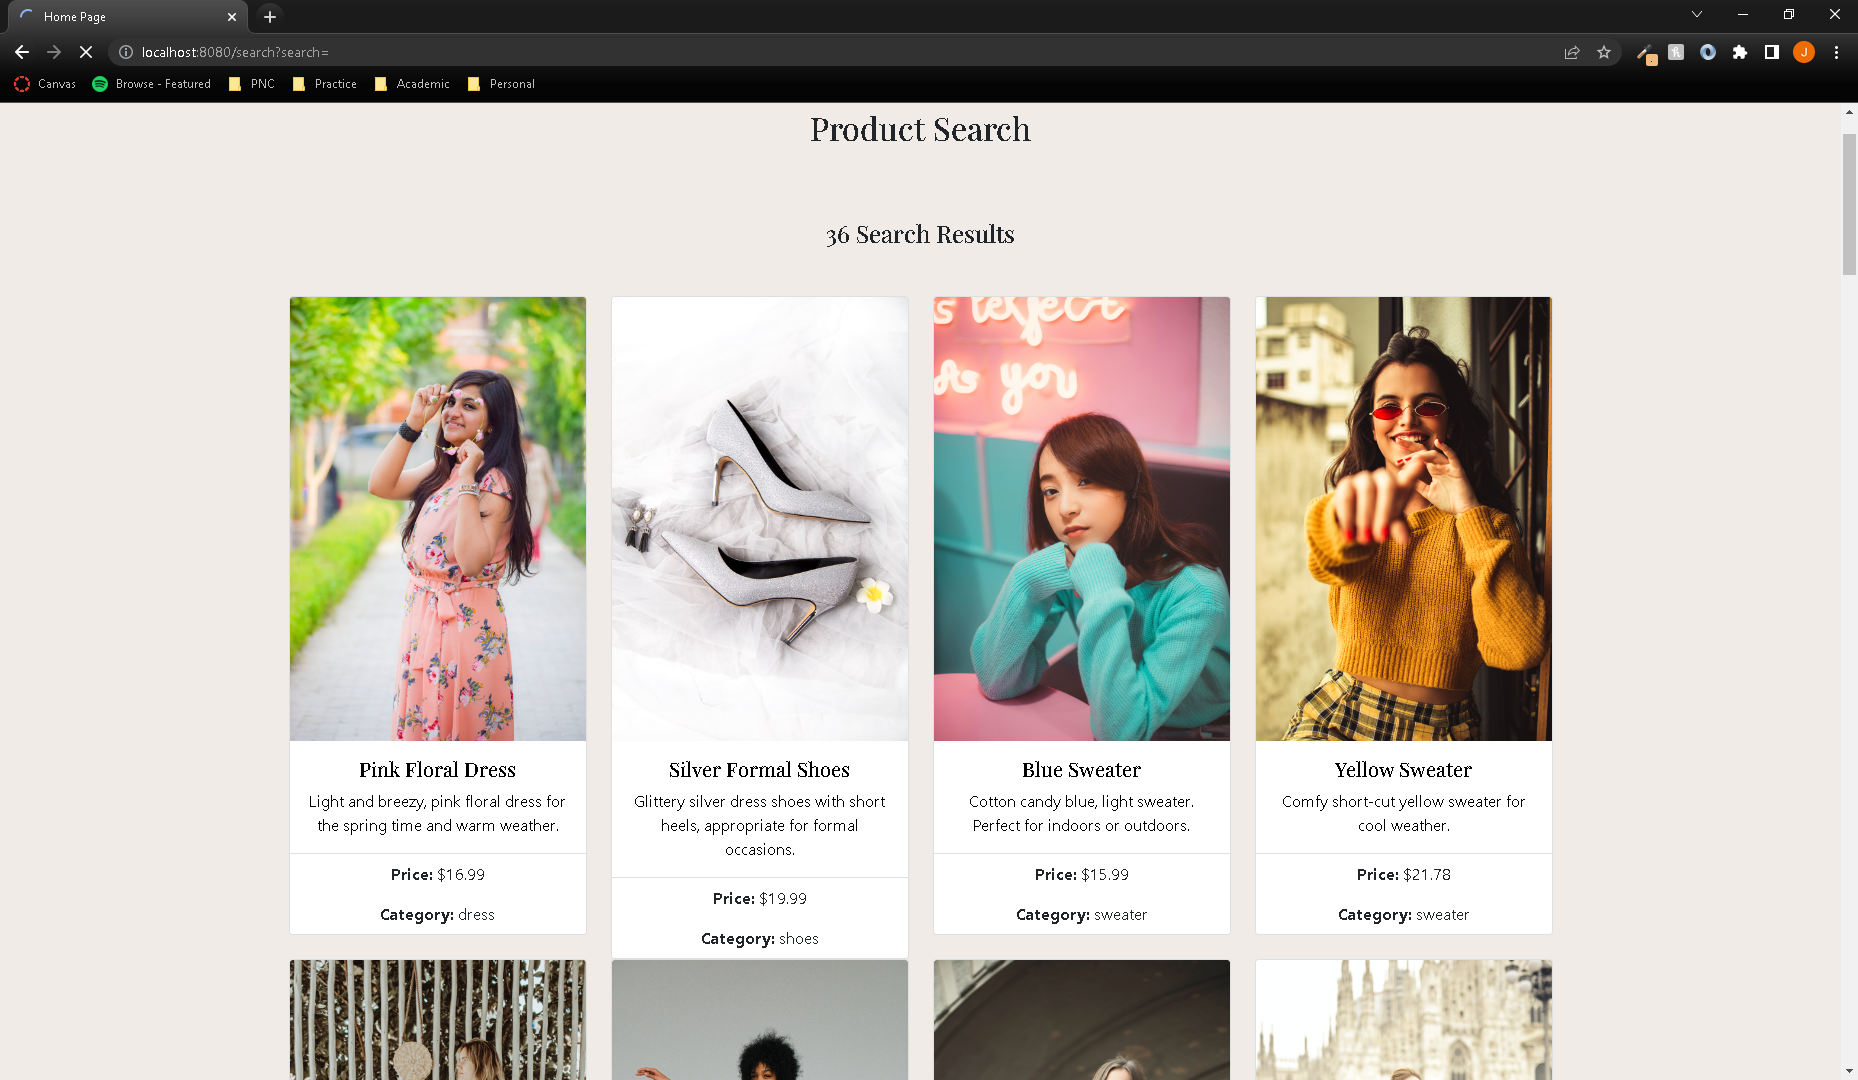 Home Page
localhost:8080/search?search=
Canvas
Browse - Featured
PNC
Practice
Academic
Personal
J
Product Search
36 Search Results
As you
Pink Floral Dress
Light and breezy, pink floral dress for
the spring time and warm weather.
Price: $16.99
Category: dress
Silver Formal Shoes
Glittery silver dress shoes with short
heels, appropriate for formal
occasions.
Price: $19.99
Category: shoes
Blue Sweater
Cotton candy blue, light sweater.
Perfect for indoors or outdoors.
Price: $15.99
Category: sweater
Yellow Sweater
Comfy short-cut yellow sweater for
cool weather.
Price: $21.78
Category: sweater